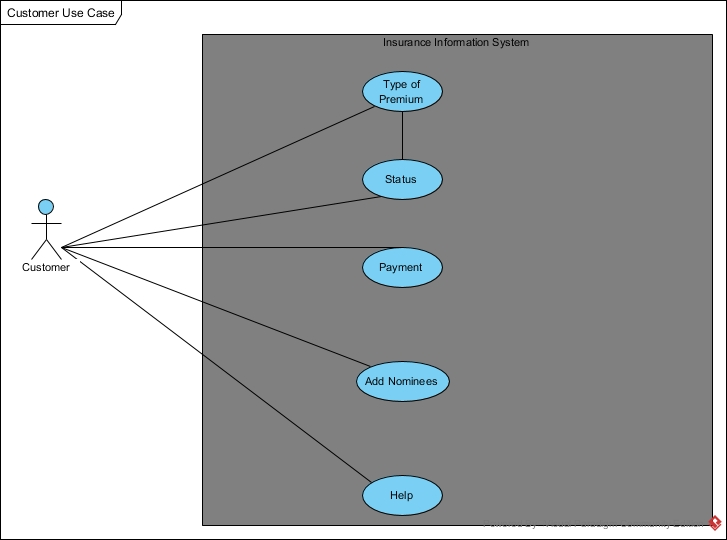 Customer Use Case
Insurance Information System
Type of
Premium
Status
Customer
Payment
Add Nominees
Help